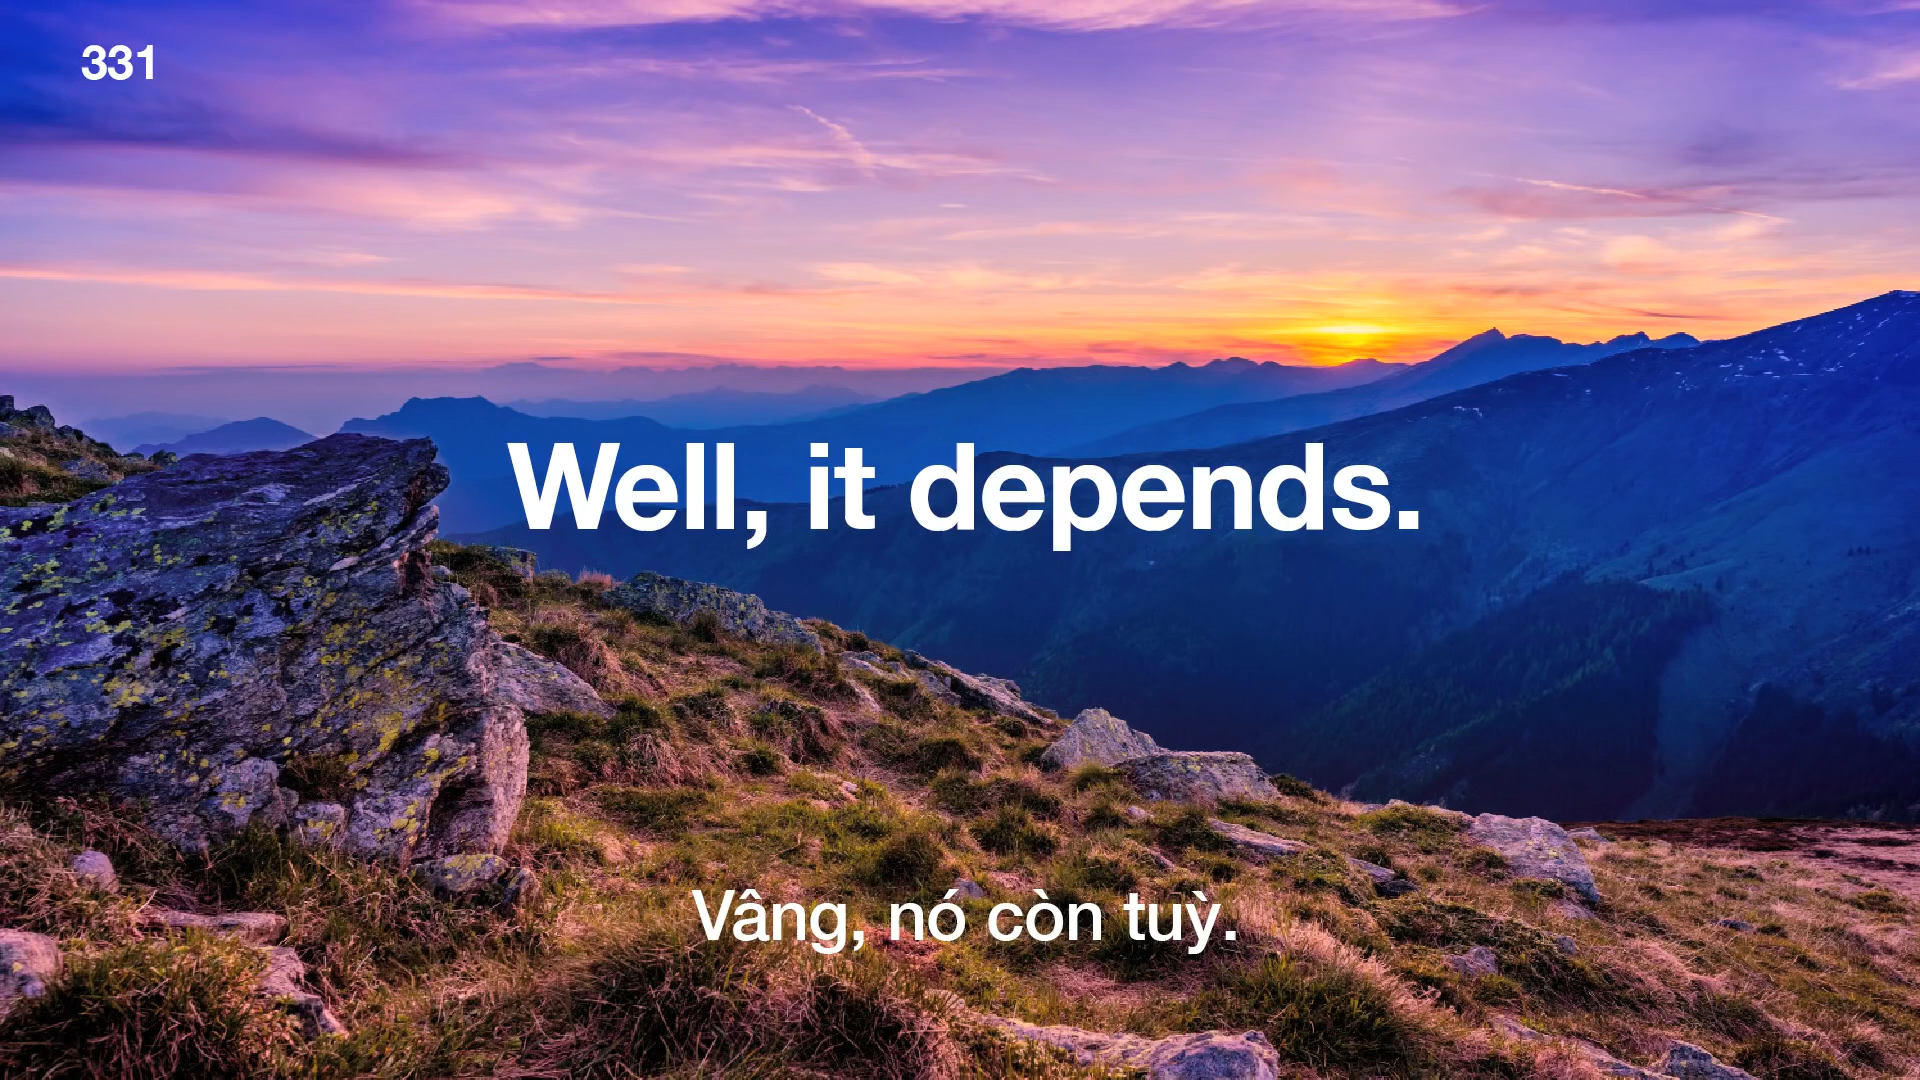 331
Well, it depends.
Vâng, nó còn tuỳ.